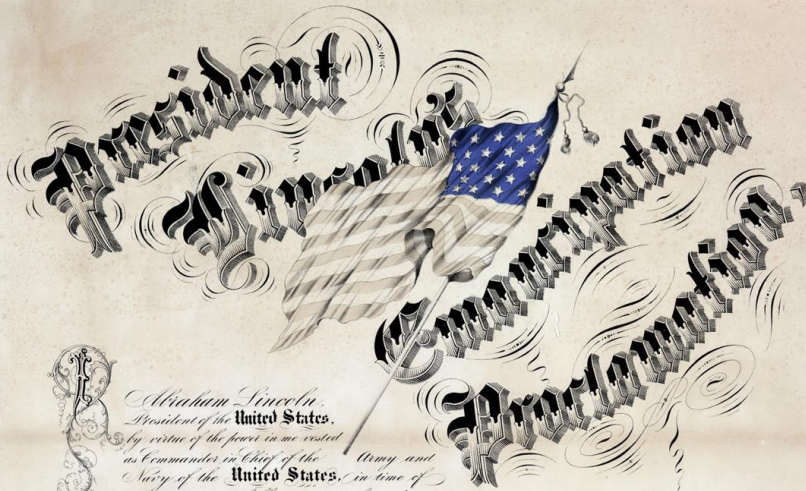 President
Lincoln's
Emancipation
Proclamation.
I
Abraham Lincoln,
President of the United States,
by virtue of the power in me vested
as Commander in Chief of the Army and
Navy of the United States, in time of